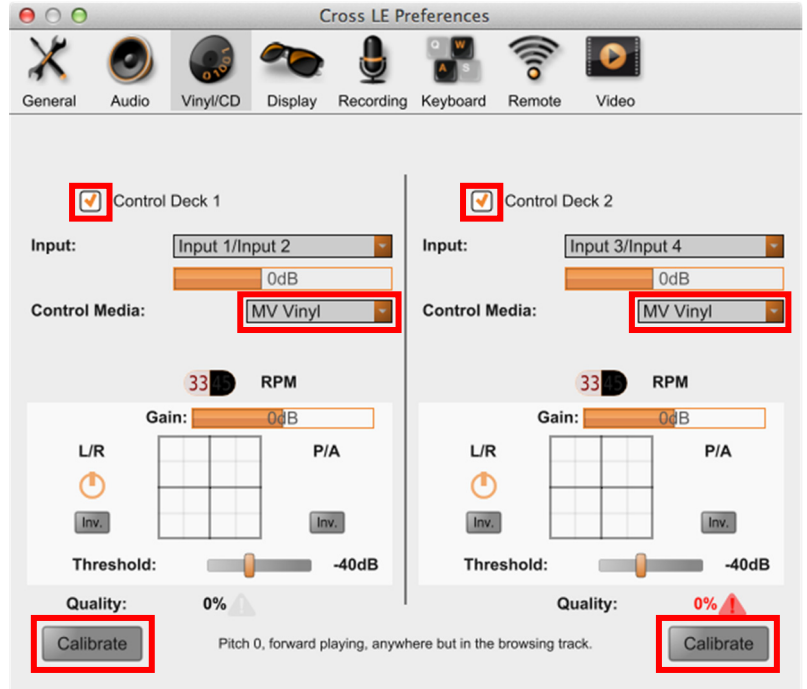 Cross LE Preferences
General Audio Vinyl/CD Display Recording Keyboard Remote Video
Control Deck 1
Input: Input 1/Input 2
0dB
Control Media: MV Vinyl
33 45 RPM
Gain: 0dB
L/R P/A
Inv. Inv.
Threshold: -40dB
Quality: 0%
Calibrate
Control Deck 2
Input: Input 3/Input 4
0dB
Control Media: MV Vinyl
33 45 RPM
Gain: 0dB
L/R P/A
Inv. Inv.
Threshold: -40dB
Quality: 0%
Pitch 0, forward playing, anywhere but in the browsing track.
Calibrate